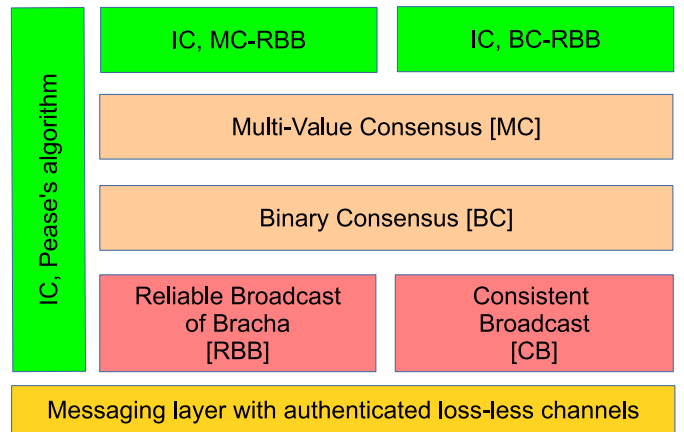 IC, Pease's algorithm
IC, MC-RBB
IC, BC-RBB
Multi-Value Consensus [MC]
Binary Consensus [BC]
Reliable Broadcast
of Bracha
[RBB]
Consistent
Broadcast
[CB]
Messaging layer with authenticated loss-less channels